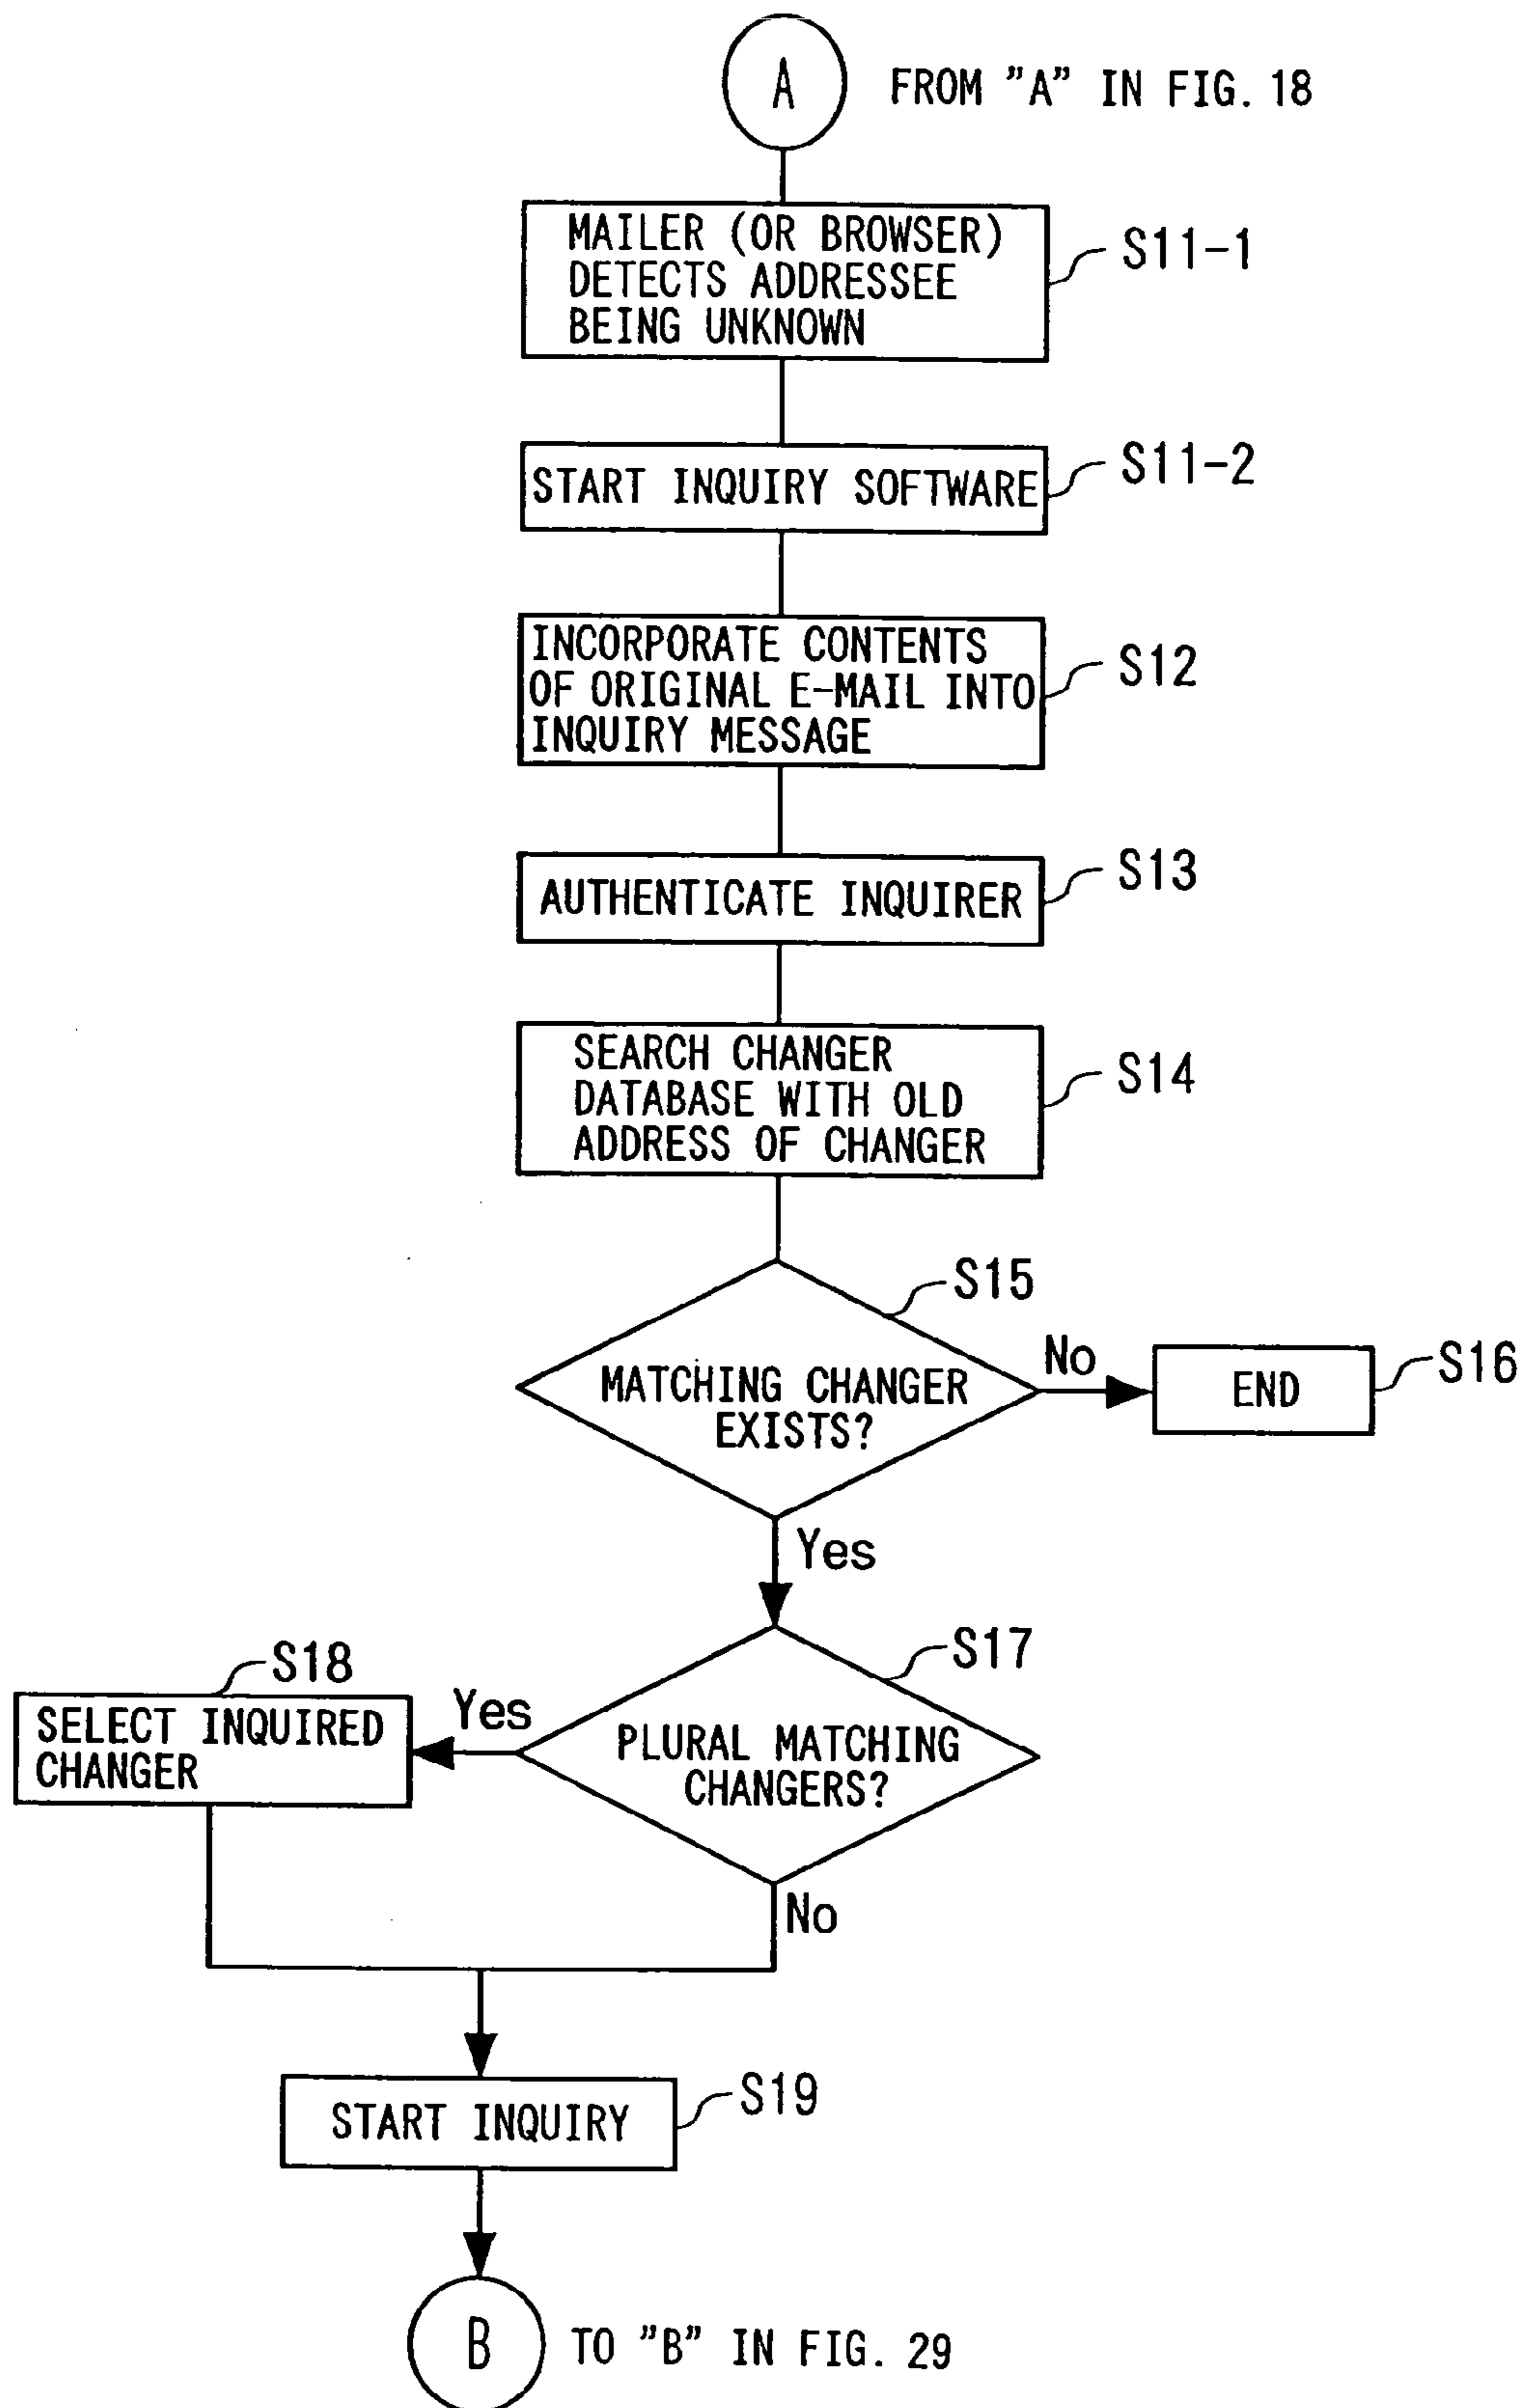 A
FROM "A" IN FIG. 18
MAILER (OR BROWSER)
DETECTS ADDRESSEE
BEING UNKNOWN
S11-1
START INQUIRY SOFTWARE
S11-2
INCORPORATE CONTENTS
OF ORIGINAL E-MAIL INTO
INQUIRY MESSAGE
S12
AUTHENTICATE INQUIRER
S13
SEARCH CHANGER
DATABASE WITH OLD
ADDRESS OF CHANGER
S14
S15
MATCHING CHANGER
EXISTS?
No
END
S16
Yes
S17
PLURAL MATCHING
CHANGERS?
Yes
S18
SELECT INQUIRED
CHANGER
No
START INQUIRY
S19
B
TO "B" IN FIG. 29